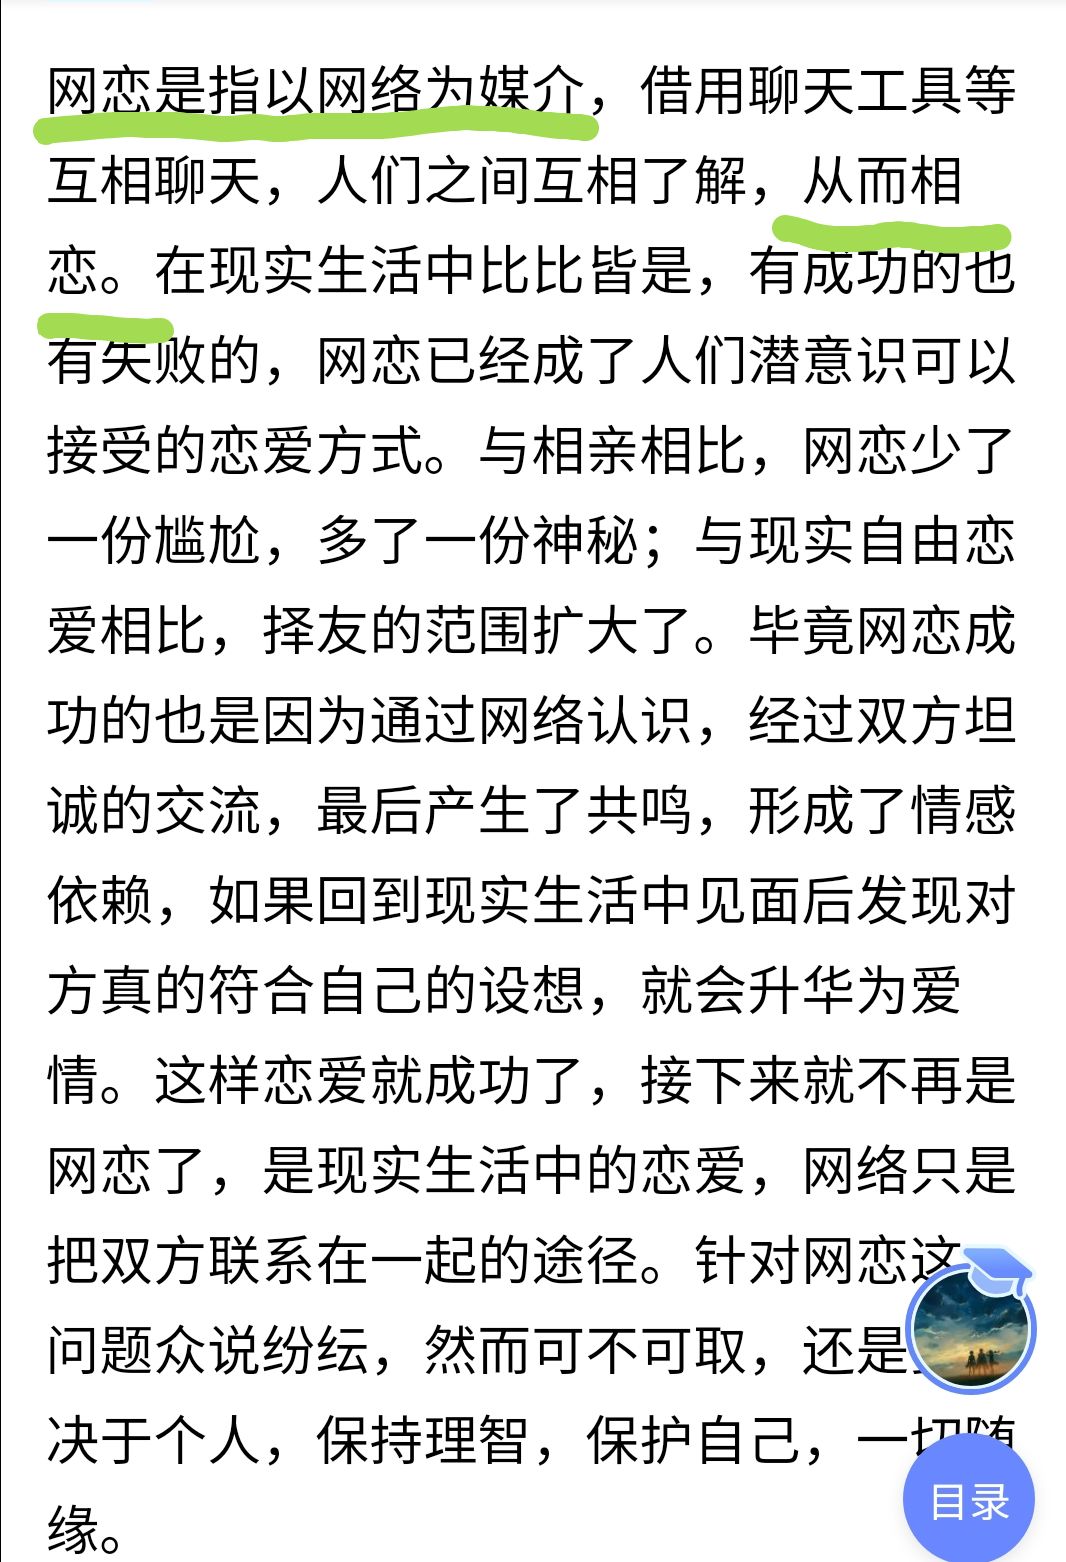 网恋是指以网络为媒介，借用聊天工具等
互相聊天，人们之间互相了解，从而相
恋。在现实生活中比比皆是，有成功的也
有失败的，网恋已经成了人们潜意识可以
接受的恋爱方式。与相亲相比，网恋少了
一份尴尬，多了一份神秘；与现实自由恋
爱相比，择友的范围扩大了。毕竟网恋成
功的也是因为通过网络认识，经过双方坦
诚的交流，最后产生了共鸣，形成了情感
依赖，如果回到现实生活中见面后发现对
方真的符合自己的设想，就会升华为爱
情。这样恋爱就成功了，接下来就不再是
网恋了，是现实生活中的恋爱，网络只是
把双方联系在一起的途径。针对网恋这
问题众说纷纭，然而可不可取，还是
决于个人，保持理智，保护自己，一切随
缘。
目录